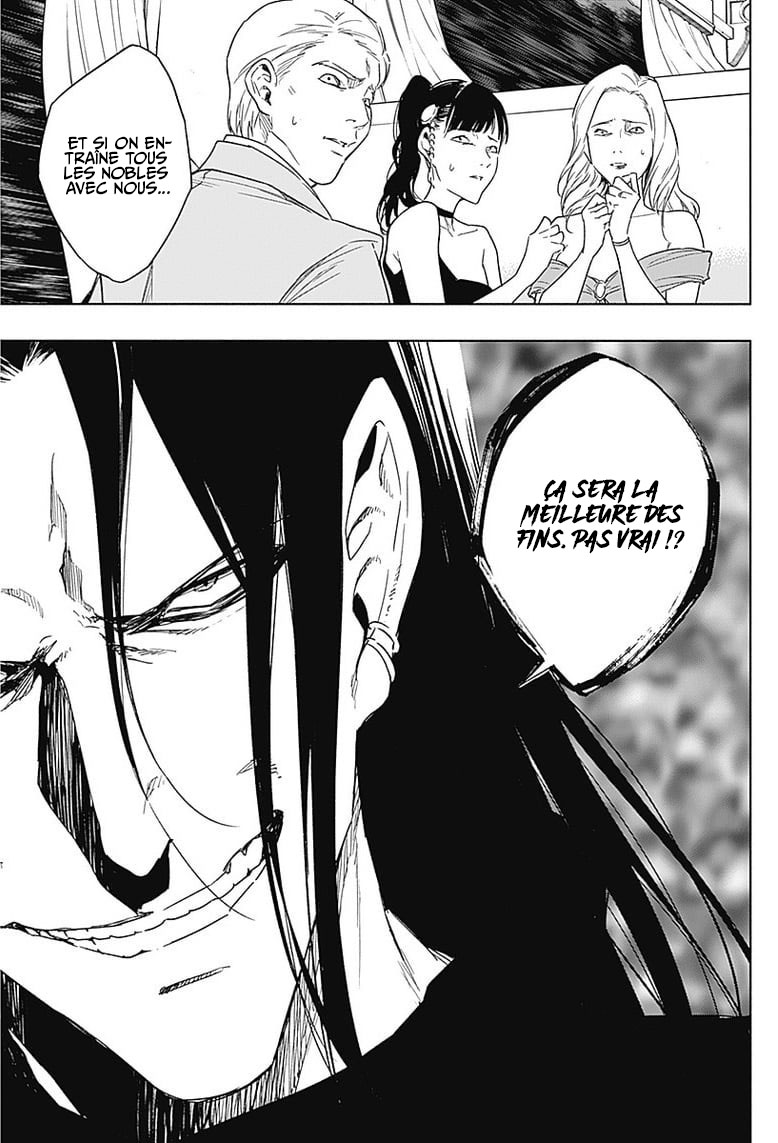 ET SI ON EN-
TRAÎNE TOUS
LES NOBLES
AVEC NOUS...
ÇA SERA LA
MEILLEURE DES
FINS. PAS VRAI !?